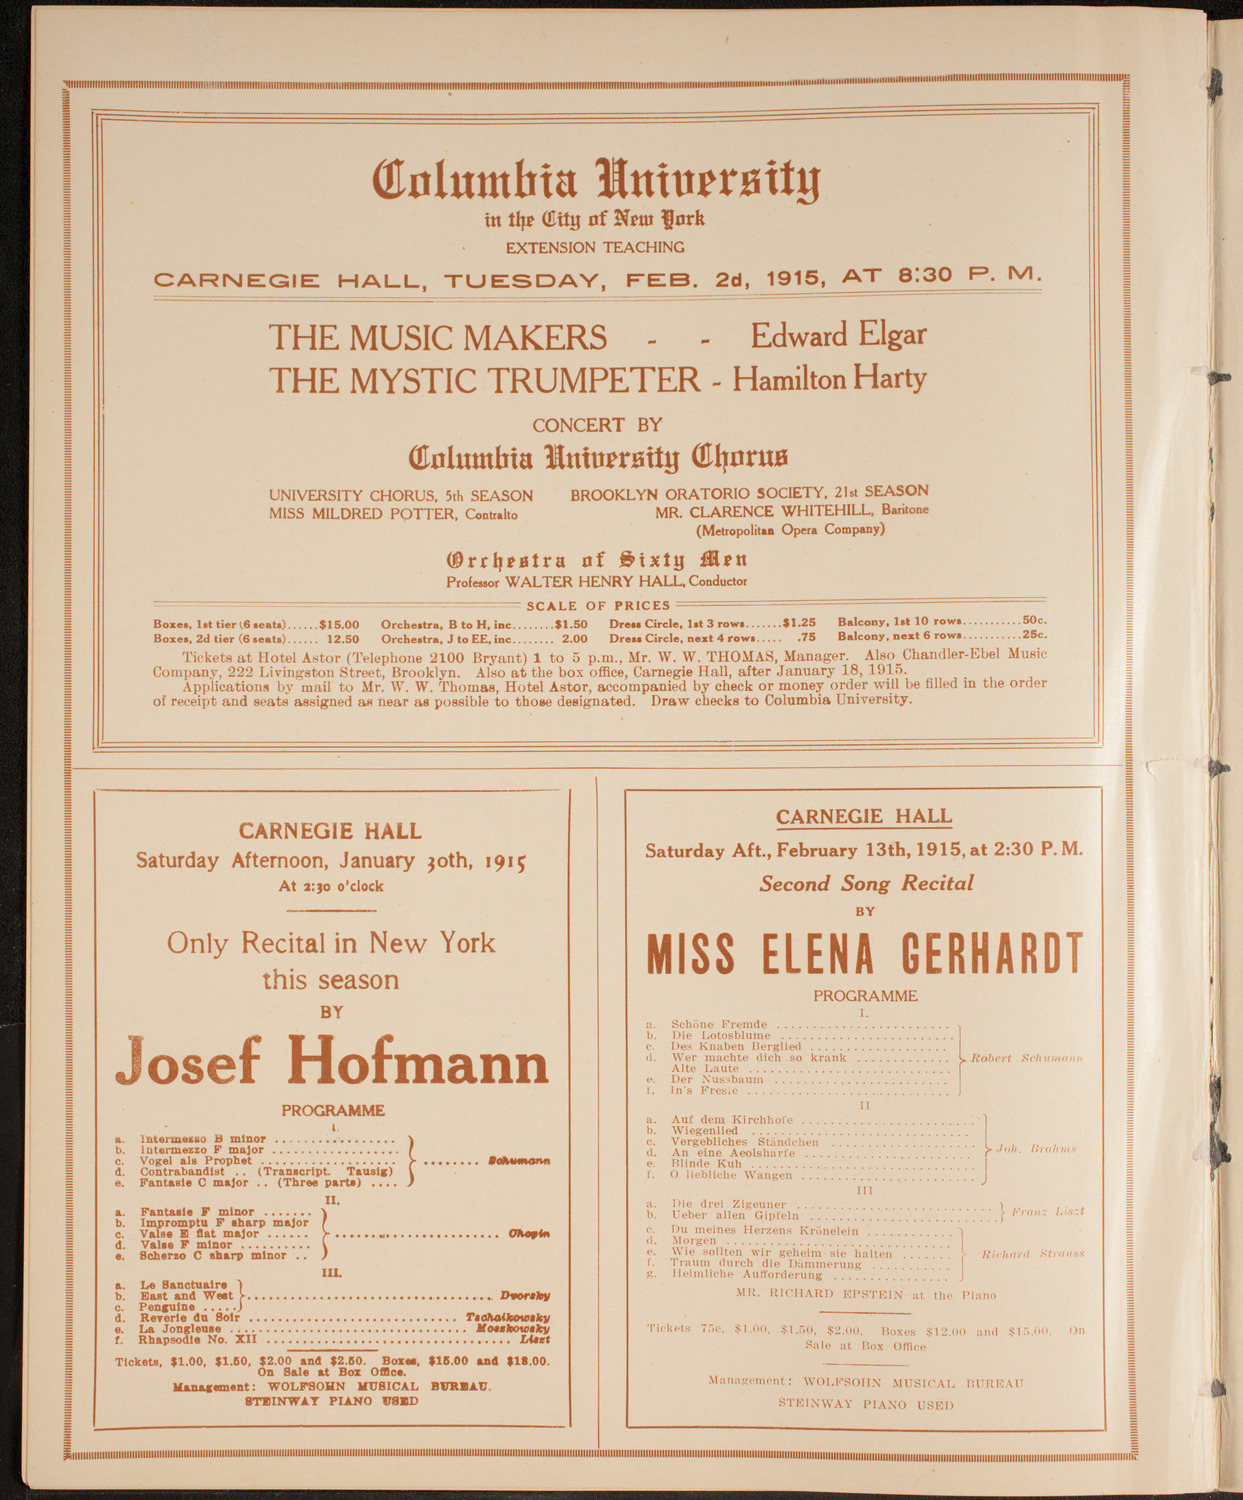 Columbia University
in the City of New York
EXTENSION TEACHING
CARNEGIE HALL, TUESDAY, FEB. 2d, 1915, AT 8:30 P. M.
THE MUSIC MAKERS - - Edward Elgar
THE MYSTIC TRUMPETER - Hamilton Harty
CONCERT BY
Columbia University Chorus
UNIVERSITY CHORUS, 5th SEASON BROOKLYN ORATORIO SOCIETY, 21st SEASON
MISS MILDRED POTTER, Contralto MR. CLARENCE WHITEHILL, Baritone
(Metropolitan Opera Company)
Orchestra of Sixty Men
Professor WALTER HENRY HALL, Conductor
SCALE OF PRICES
Boxes, 1st tier (6 seats)......$15.00 Orchestra, B to H, inc.......$1.50 Dress Circle, 1st 3 rows.......$1.25 Balcony, 1st 10 rows...........50c.
Boxes, 2d tier (6 seats)...... 12.50 Orchestra, J to EE, inc........ 2.00 Dress Circle, next 4 rows..... .75 Balcony, next 6 rows...........25c.
Tickets at Hotel Astor (Telephone 2100 Bryant) 1 to 5 p.m., Mr. W. W. THOMAS, Manager. Also Chandler-Ebel Music
Company, 222 Livingston Street, Brooklyn. Also at the box office, Carnegie Hall, after January 18, 1915.
Applications by mail to Mr. W. W. Thomas, Hotel Astor, accompanied by check or money order will be filled in the order
of receipt and seats assigned as near as possible to those designated. Draw checks to Columbia University.
CARNEGIE HALL
Saturday Afternoon, January 30th, 1915
At 2:30 o'clock
Only Recital in New York
this season
BY
Josef Hofmann
PROGRAMME
I.
a. Intermezzo B minor ................
b. Intermezzo F major ................
c. Vogel als Prophet .................. ........ Schumann
d. Contrabandist .. (Transcript. Tausig)
e. Fantasie C major .. (Three parts) ....
II.
a. Fantasie F minor .......
b. Impromptu F sharp major
c. Valse E flat major ...... ........................ Chopin
d. Valse F minor ..........
e. Scherzo C sharp minor ..
III.
a. Le Sanctuaire
b. East and West ................................ Dvorsky
c. Penguine .....
d. Reverie du Soir ........................... Tschaikowsky
e. La Jongleuse ............................... Moszkowsky
f. Rhapsodie No. XII ................................ Liszt
Tickets, $1.00, $1.50, $2.00 and $2.50. Boxes, $15.00 and $18.00.
On Sale at Box Office.
Management: WOLFSOHN MUSICAL BUREAU.
STEINWAY PIANO USED
CARNEGIE HALL
Saturday Aft., February 13th, 1915, at 2:30 P. M.
Second Song Recital
BY
MISS ELENA GERHARDT
PROGRAMME
I.
a. Schöne Fremde .......................
b. Die Lotosblume .......................
c. Des Knaben Berglied ..................
d. Wer machte dich so krank ............ Robert Schumann
Alte Laute ..........................
e. Der Nussbaum .......................
f. In's Fresie ..........................
II
a. Auf dem Kirchhofe ....................
b. Wiegenlied ..........................
c. Vergebliches Ständchen ................
d. An eine Aeolsharfe .................... Joh. Brahms
e. Blinde Kuh ..........................
f. O liebliche Wangen ....................
III
a. Die drei Zigeuner .......................
b. Ueber allen Gipfeln ..................... Franz Liszt
c. Du meines Herzens Krönelein ..........
d. Morgen .............................
e. Wie sollten wir geheim sie halten ....... Richard Strauss
f. Traum durch die Dämmerung ..........
g. Heimliche Aufforderung ...............
MR. RICHARD EPSTEIN at the Piano
Tickets 75c, $1.00, $1.50, $2.00. Boxes $12.00 and $15.00. On
Sale at Box Office
Management: WOLFSOHN MUSICAL BUREAU
STEINWAY PIANO USED